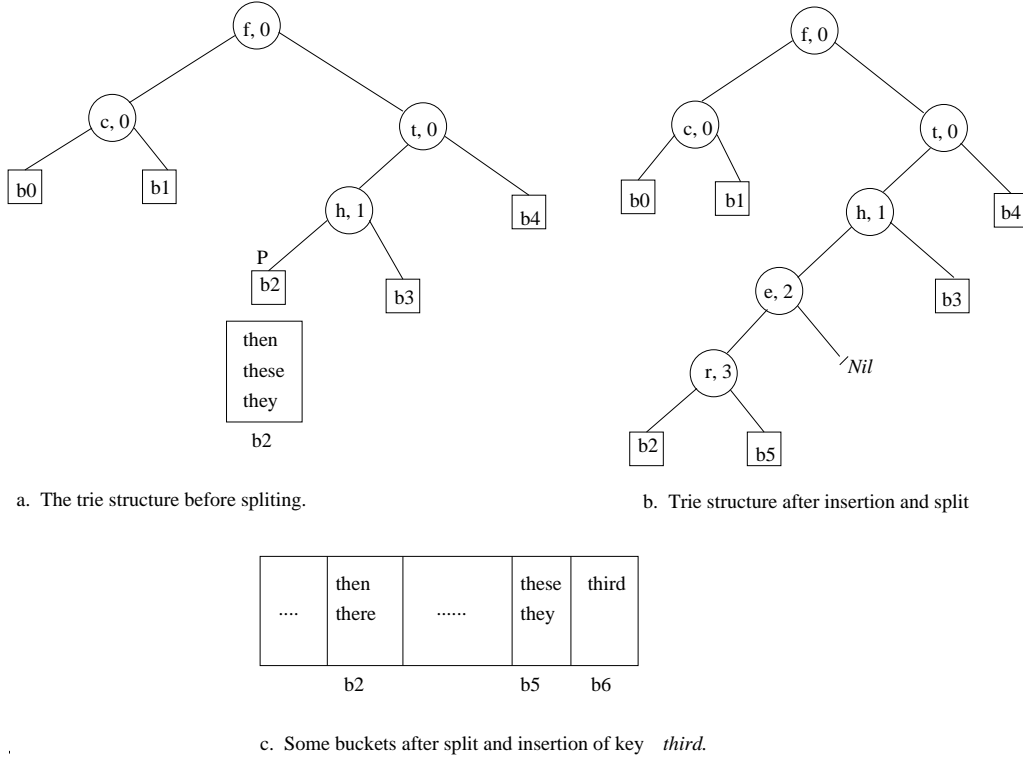 f, 0
c, 0
t, 0
b0
b1
h, 1
b4
P
b2
b3
then
these
they
b2
a. The trie structure before spliting.
f, 0
c, 0
t, 0
b0
b1
h, 1
b4
e, 2
b3
r, 3
Nil
b2
b5
b. Trie structure after insertion and split
....
then
there
......
these
they
third
b2
b5
b6
c. Some buckets after split and insertion of key third.